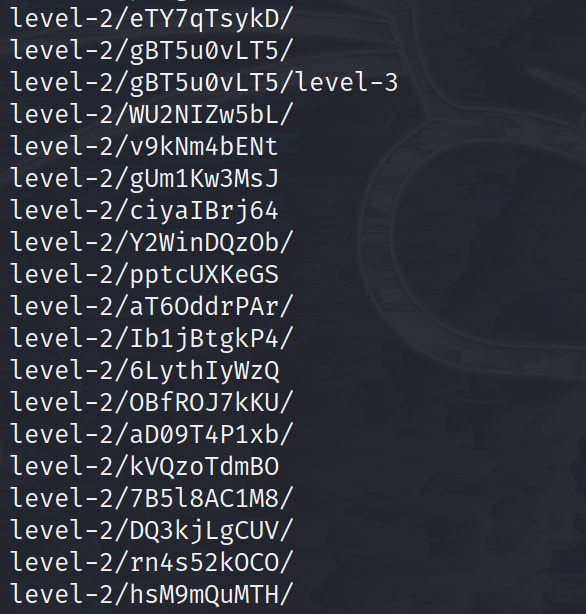 level-2/eTY7qTsykD/
level-2/gBT5u0vLT5/
level-2/gBT5u0vLT5/level-3
level-2/WU2NIZw5bL/
level-2/v9kNm4bENt
level-2/gUm1Kw3MsJ
level-2/ciyaIBrj64
level-2/Y2WinDQzOb/
level-2/pptcUXKeGS
level-2/aT6OddrPAr/
level-2/Ib1jBtgkP4/
level-2/6LythIyWzQ
level-2/OBfROJ7kKU/
level-2/aD09T4P1xb/
level-2/kVQzoTdmBO
level-2/7B5l8AC1M8/
level-2/DQ3kjLgCUV/
level-2/rn4s52kOCO/
level-2/hsM9mQuMTH/